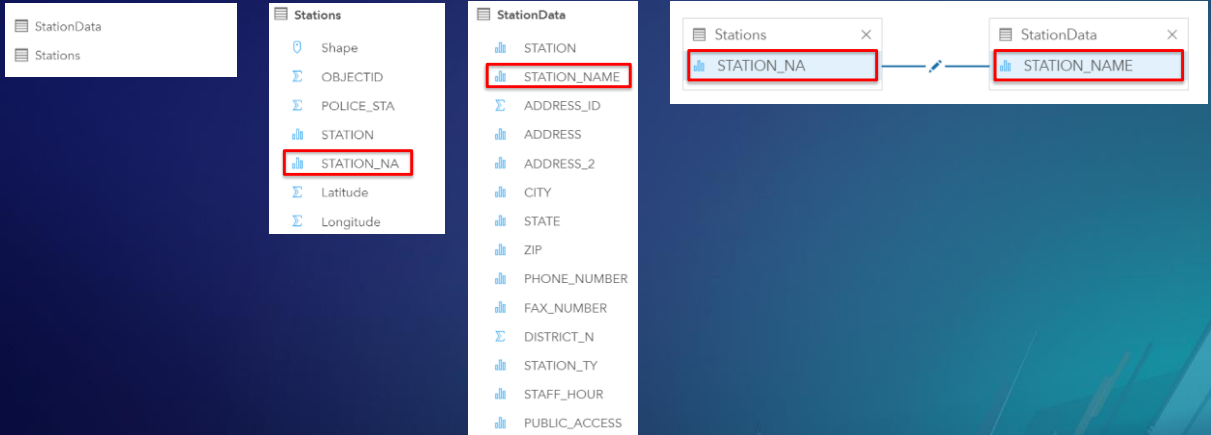 StationData
Stations
Stations
Shape
OBJECTID
POLICE_STA
STATION
STATION_NA
Latitude
Longitude
StationData
STATION
STATION_NAME
ADDRESS_ID
ADDRESS
ADDRESS_2
CITY
STATE
ZIP
PHONE_NUMBER
FAX_NUMBER
DISTRICT_N
STATION_TY
STAFF_HOUR
PUBLIC_ACCESS
Stations
STATION_NA
StationData
STATION_NAME